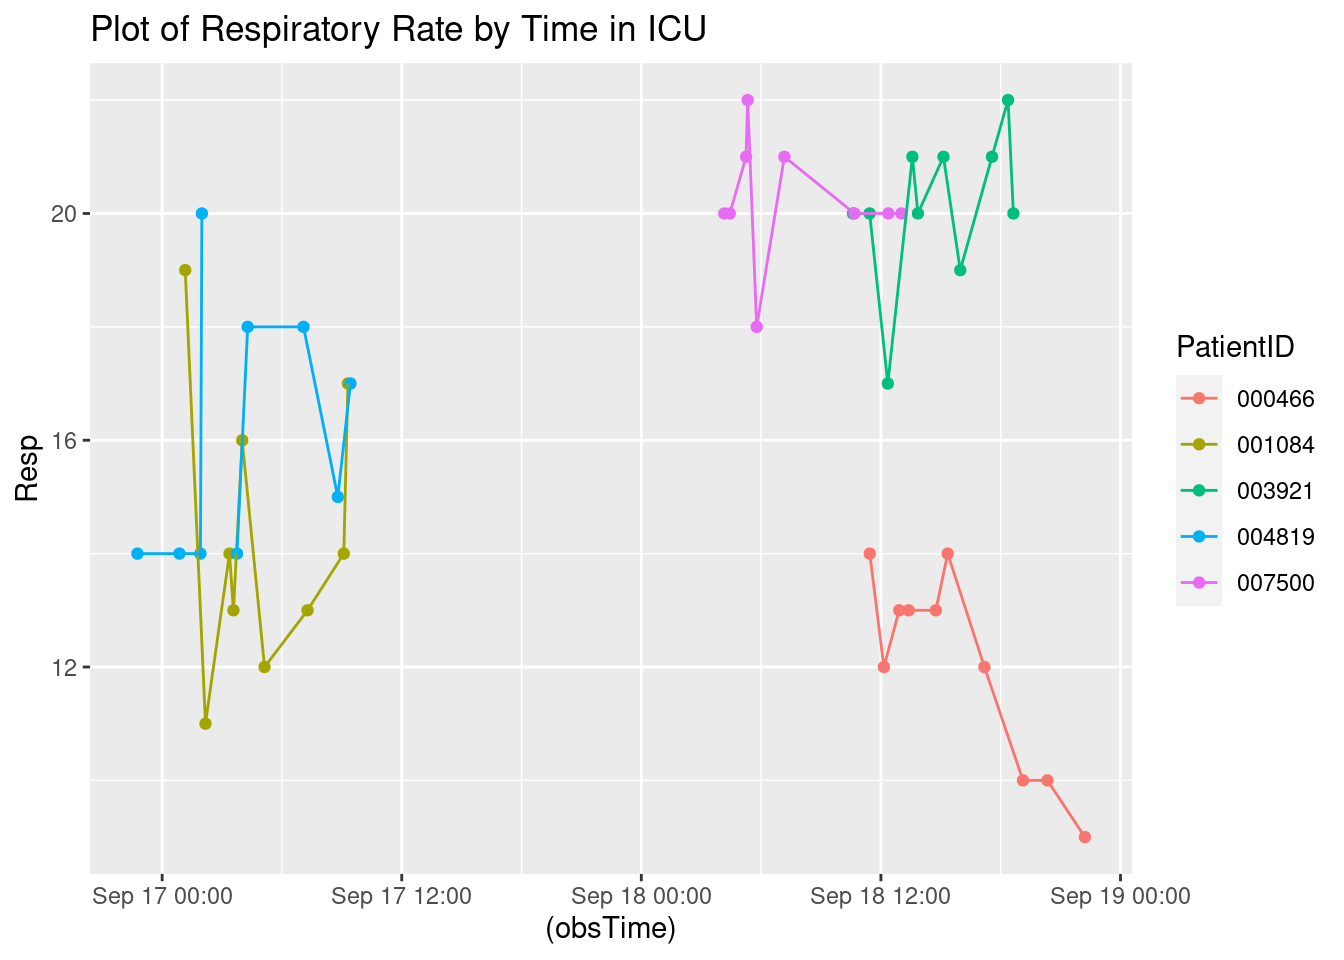 Plot of Respiratory Rate by Time in ICU
Resp
20
16
12
Sep 17 00:00 Sep 17 12:00 Sep 18 00:00 Sep 18 12:00 Sep 19 00:00
(obsTime)
PatientID
000466
001084
003921
004819
007500